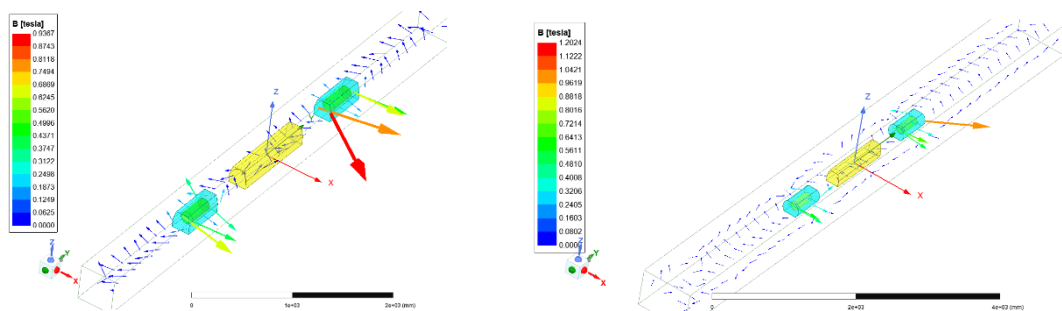 B [tesla]
0.9367
0.8743
0.8118
0.7494
0.6869
0.6245
0.5620
0.4996
0.4371
0.3747
0.3122
0.2498
0.1873
0.1249
0.0625
0.0000
Z
X
Z
Y
X
0
1e+03
2e+03 (mm)
B [tesla]
1.2024
1.1222
1.0421
0.9619
0.8818
0.8016
0.7214
0.6413
0.5611
0.4810
0.4008
0.3206
0.2405
0.1603
0.0802
0.0000
Z
X
Z
Y
X
0
2e+03
4e+03 (mm)